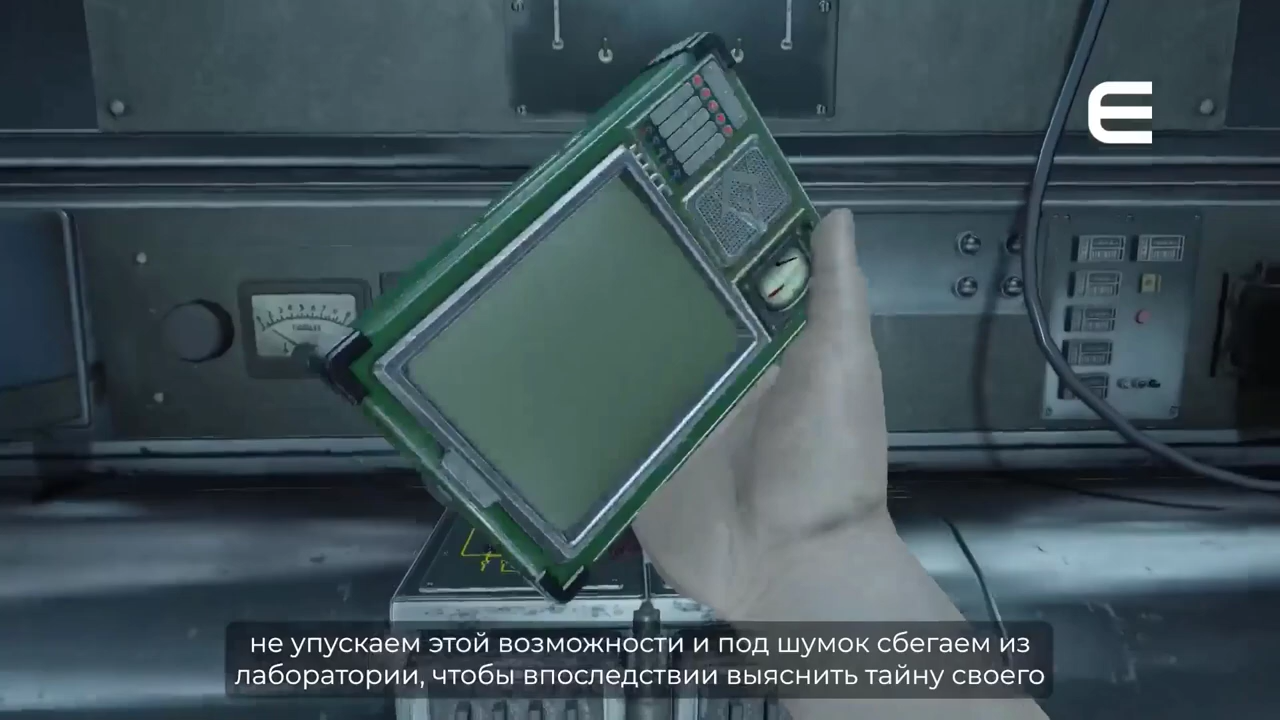 не упускаем этой возможности и под шумок сбегаем из
лаборатории, чтобы впоследствии выяснить тайну своего